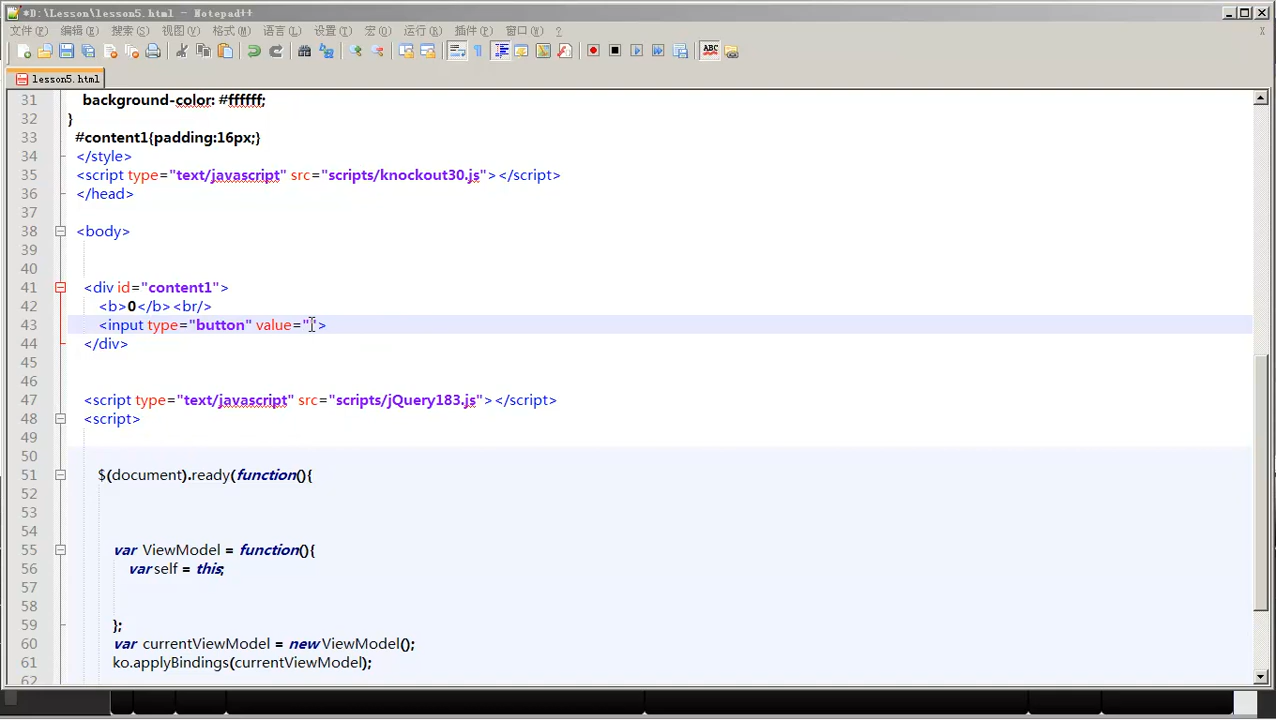 *D:\Lesson\lesson5.html - Notepad++
文件(F) 编辑(E) 搜索(S) 视图(V) 格式(M) 语言(L) 设置(T) 宏(O) 运行(R) 插件(P) 窗口(W) ?
X
ABC
lesson5.html
31 background-color: #ffffff;
32 }
33 #content1{padding:16px;}
34 </style>
35 <script type="text/javascript" src="scripts/knockout30.js"></script>
36 </head>
37
38 <body>
39
40
41 <div id="content1">
42 <b>0</b><br/>
43 <input type="button" value="">
44 </div>
45
46
47 <script type="text/javascript" src="scripts/jQuery183.js"></script>
48 <script>
49
50
51 $(document).ready(function(){
52
53
54
55 var ViewModel = function(){
56 var self = this;
57
58
59 };
60 var currentViewModel = new ViewModel();
61 ko.applyBindings(currentViewModel);
62